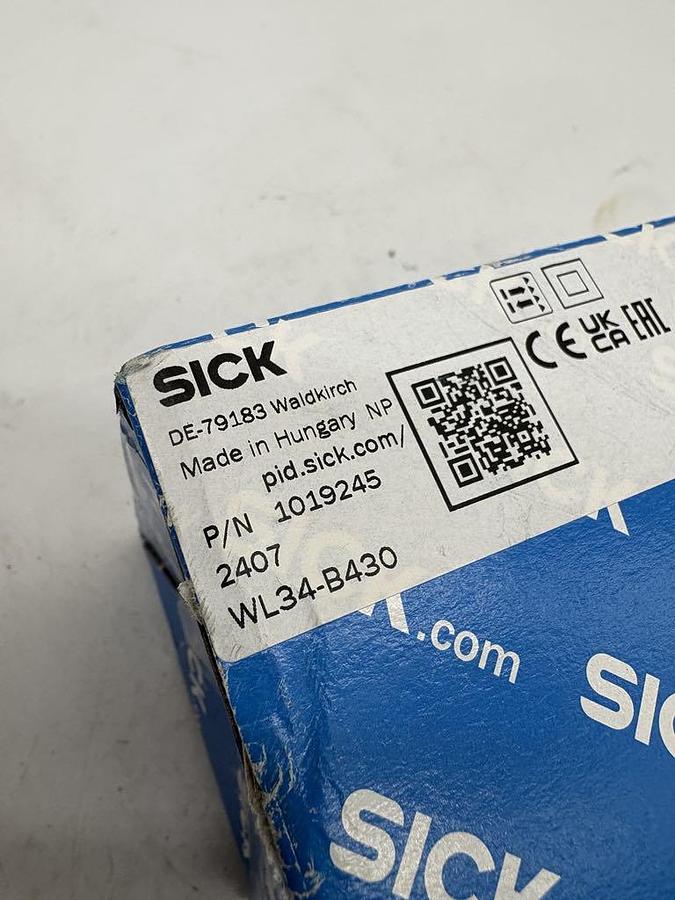 SICK
DE-79183 Waldkirch
Made in Hungary NP
pid.sick.com/
P/N 1019245
2407
WL34-B430
CE UK CA EAC
.com
SICK
SICK